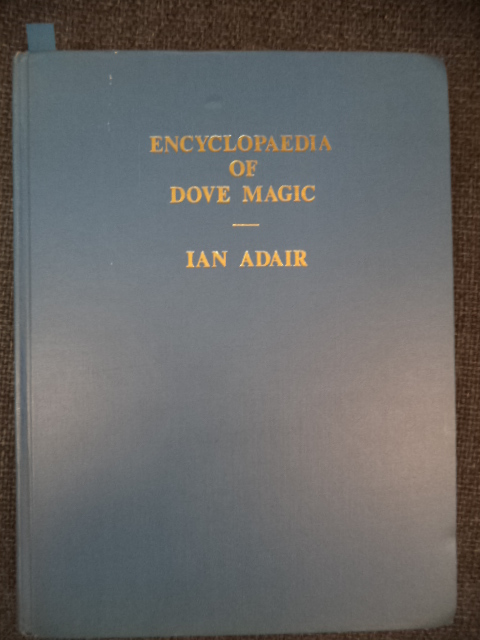 ENCYCLOPAEDIA
OF
DOVE MAGIC
IAN ADAIR